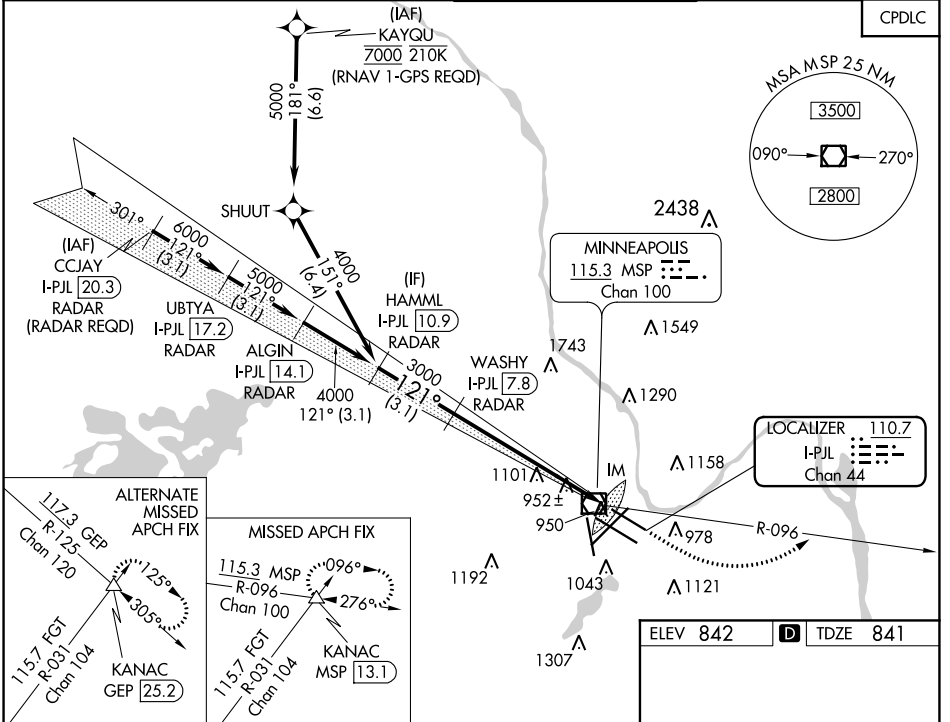 CPDLC
(IAF)
KAYQU
7000 210K
(RNAV 1-GPS REQD)
5000
181°
(6.6)
MSA MSP 25 NM
3500
090°
270°
2800
SHUUT
4000
151°
(6.4)
2438
301°
6000
121°
(3.1)
(IAF)
CCJAY
I-PJL 20.3
RADAR
(RADAR REQD)
5000
121°
(3.1)
UBTYA
I-PJL 17.2
RADAR
ALGIN
I-PJL 14.1
RADAR
4000
121° (3.1)
(IF)
HAMML
I-PJL 10.9
RADAR
3000
121°
(3.1)
WASHY
I-PJL 7.8
RADAR
MINNEAPOLIS
115.3 MSP
Chan 100
1549
1743
1290
LOCALIZER 110.7
I-PJL
Chan 44
1158
1101
IM
952 ±
950
978
R-096
1192
1043
1121
1307
ALTERNATE
MISSED
APCH FIX
117.3 GEP
R-125
Chan 120
125°
305°
115.7 FGT
R-031
Chan 104
KANAC
GEP 25.2
MISSED APCH FIX
115.3 MSP
R-096
Chan 100
096°
276°
115.7 FGT
R-031
Chan 104
KANAC
MSP 13.1
ELEV 842 D TDZE 841